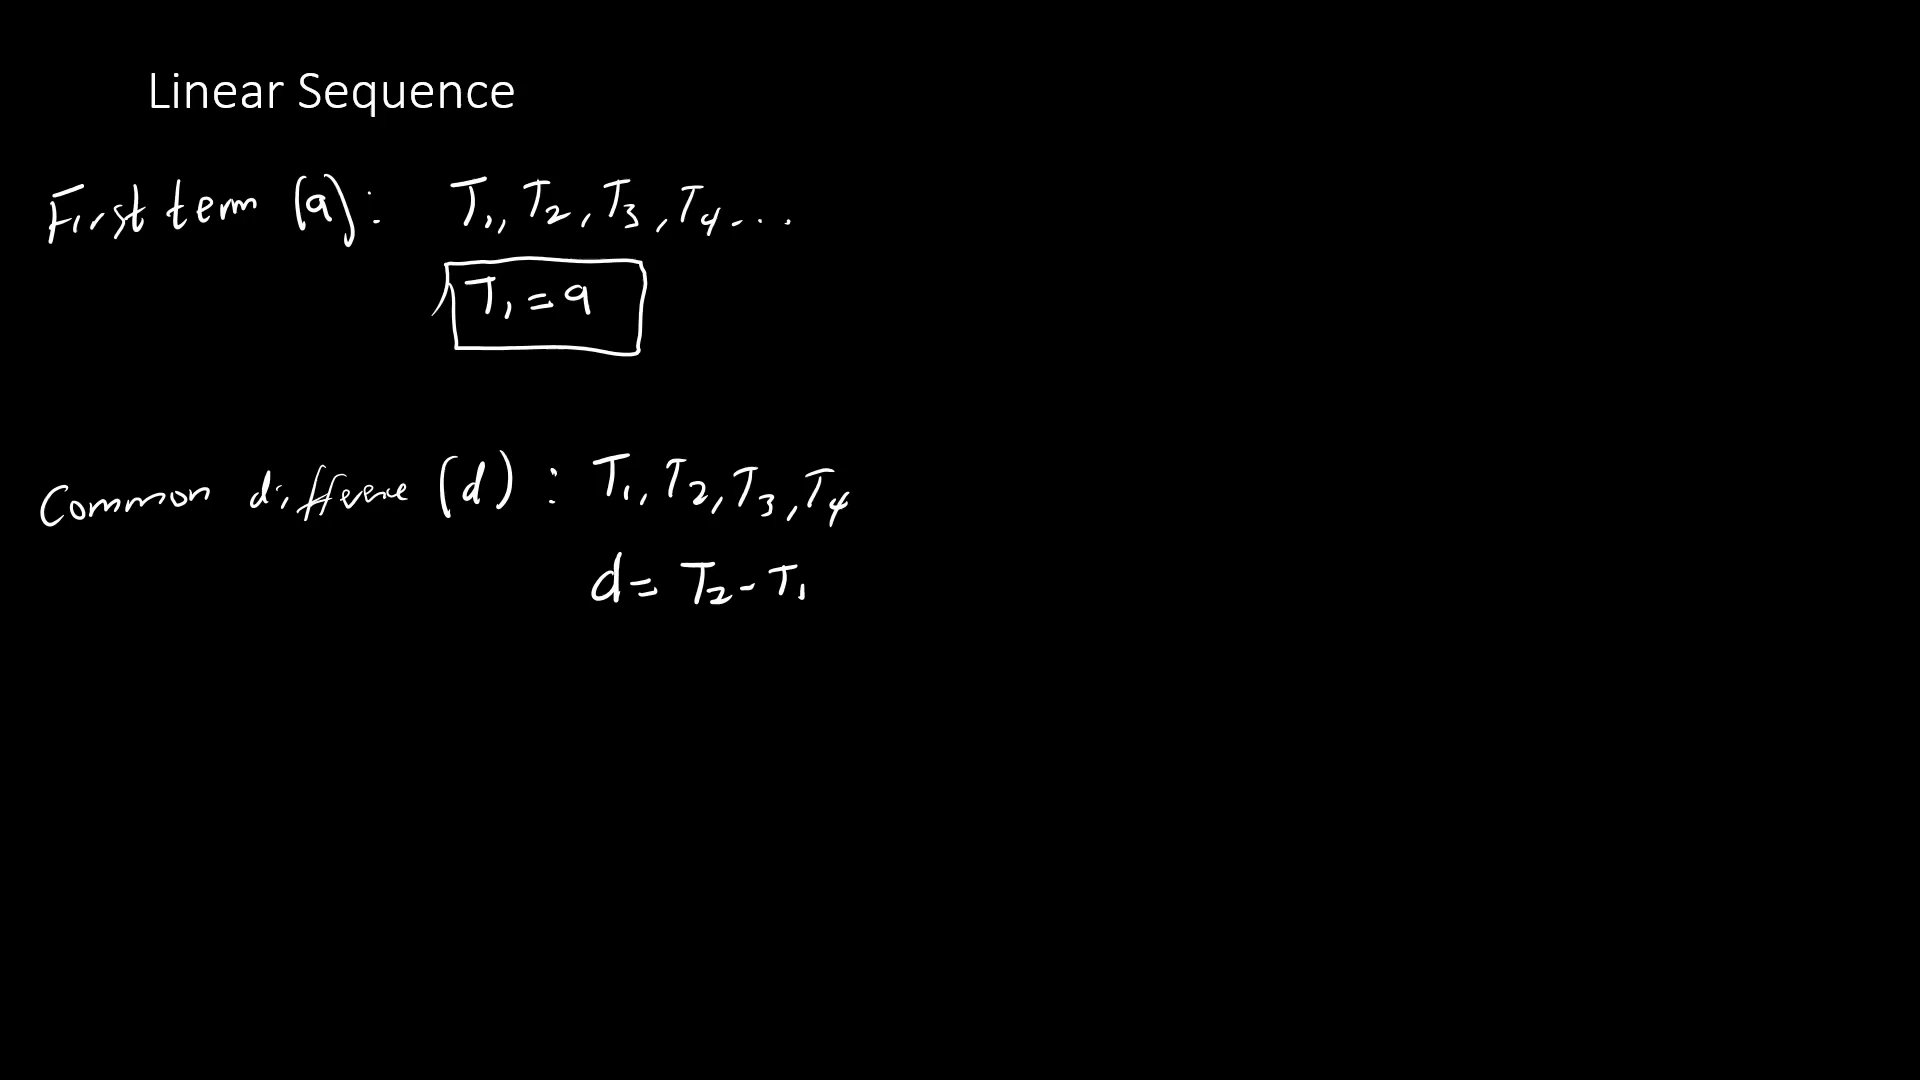 Linear Sequence
First term (a): T₁, T₂, T₃, T₄ ...
T₁ = a
Common difference (d) : T₁, T₂, T₃, T₄
d = T₂ - T₁